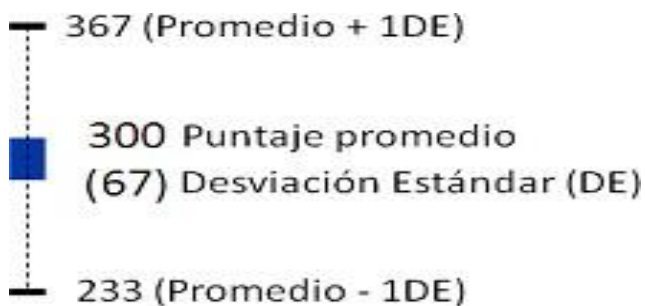 367 (Promedio + 1DE)
300 Puntaje promedio
(67) Desviación Estándar (DE)
233 (Promedio - 1DE)